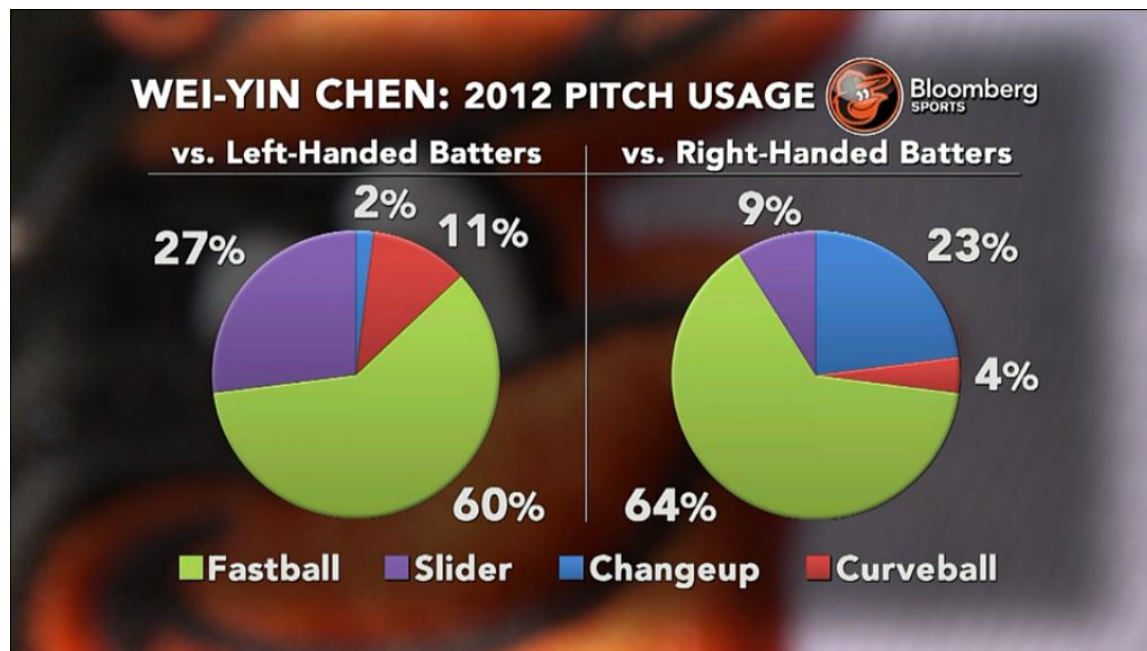 WEI-YIN CHEN: 2012 PITCH USAGE
Bloomberg
SPORTS
vs. Left-Handed Batters
vs. Right-Handed Batters
2%
11%
27%
60%
9%
23%
4%
64%
Fastball Slider Changeup Curveball